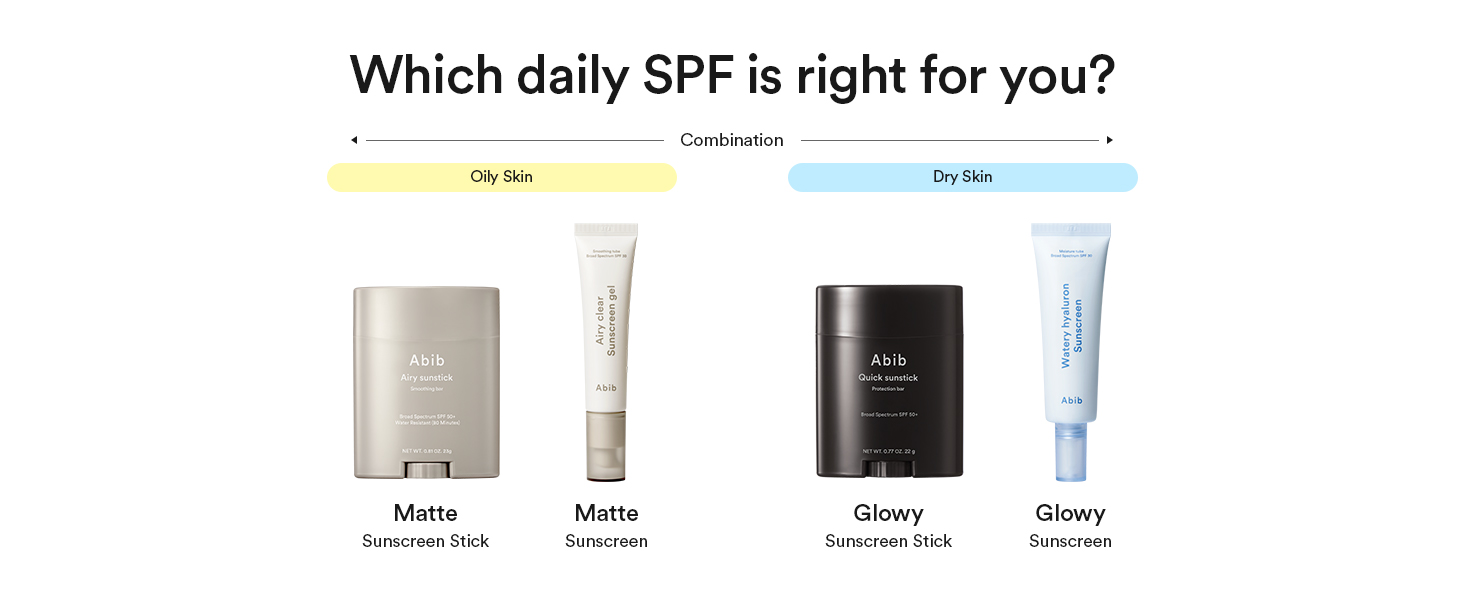 Which daily SPF is right for you?
Combination
Oily Skin
Dry Skin
Abib
Airy sunstick
Smoothing bar
Broad Spectrum SPF 50+
Water Resistant (80 Minutes)
NET WT. 0.81 OZ. 23g
Smoothing tube
Broad Spectrum SPF 50
Airy clear
Sunscreen gel
Abib
Abib
Quick sunstick
Protection bar
Broad Spectrum SPF 50+
NET WT. 0.77 OZ. 22 g
Moisture tube
Broad Spectrum SPF 50
Watery hyaluron
Sunscreen
Abib
Matte
Sunscreen Stick
Matte
Sunscreen
Glowy
Sunscreen Stick
Glowy
Sunscreen